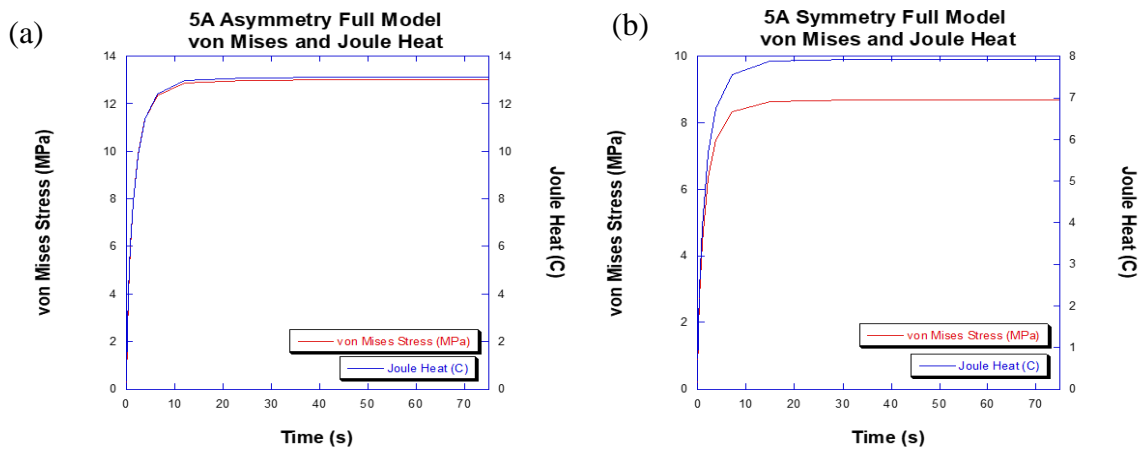 (a)
5A Asymmetry Full Model
von Mises and Joule Heat
14
12
10
8
6
4
2
0
von Mises Stress (MPa)
14
12
10
8
6
4
2
0
Joule Heat (C)
von Mises Stress (MPa)
Joule Heat (C)
0 10 20 30 40 50 60 70
Time (s)
(b)
5A Symmetry Full Model
von Mises and Joule Heat
10
8
6
4
2
0
von Mises Stress (MPa)
8
7
6
5
4
3
2
1
0
Joule Heat (C)
von Mises Stress (MPa)
Joule Heat (C)
0 10 20 30 40 50 60 70
Time (s)